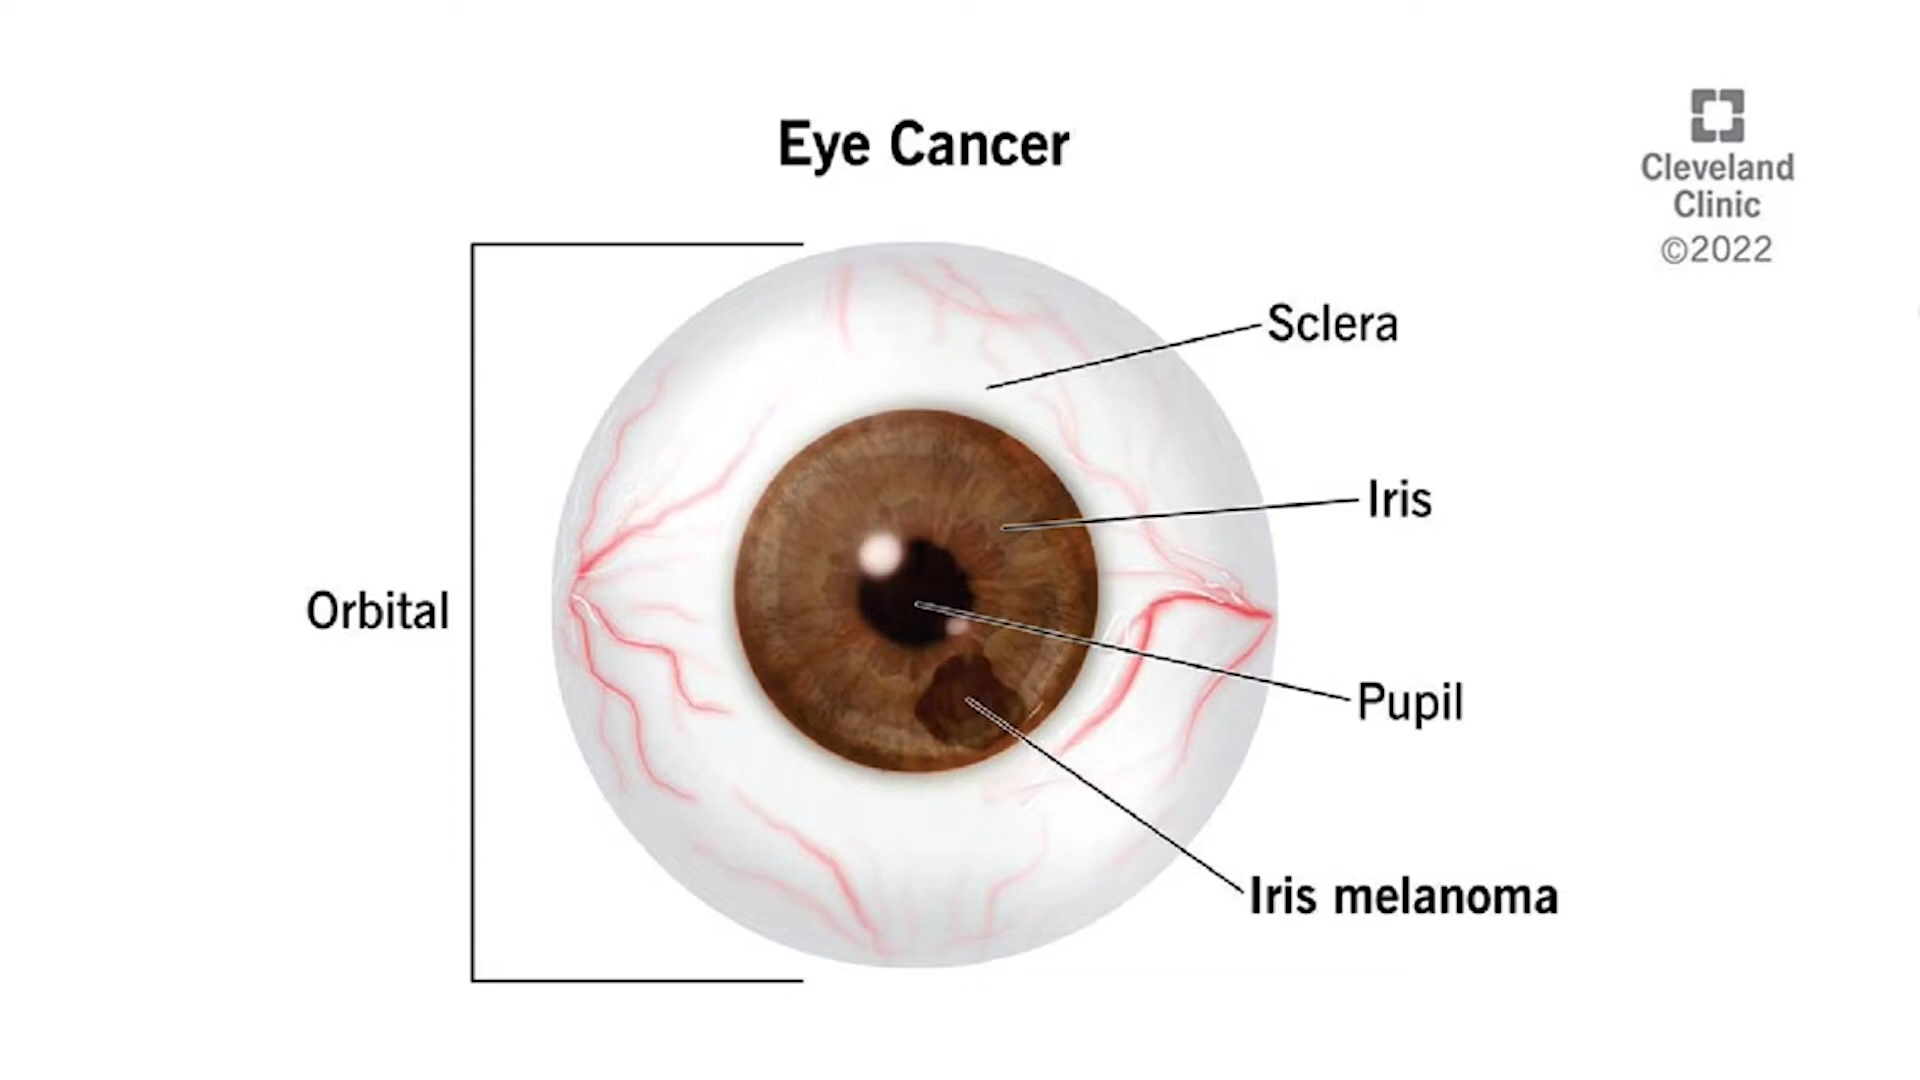 Eye Cancer
Cleveland
Clinic
©2022
Sclera
Iris
Orbital
Pupil
Iris melanoma